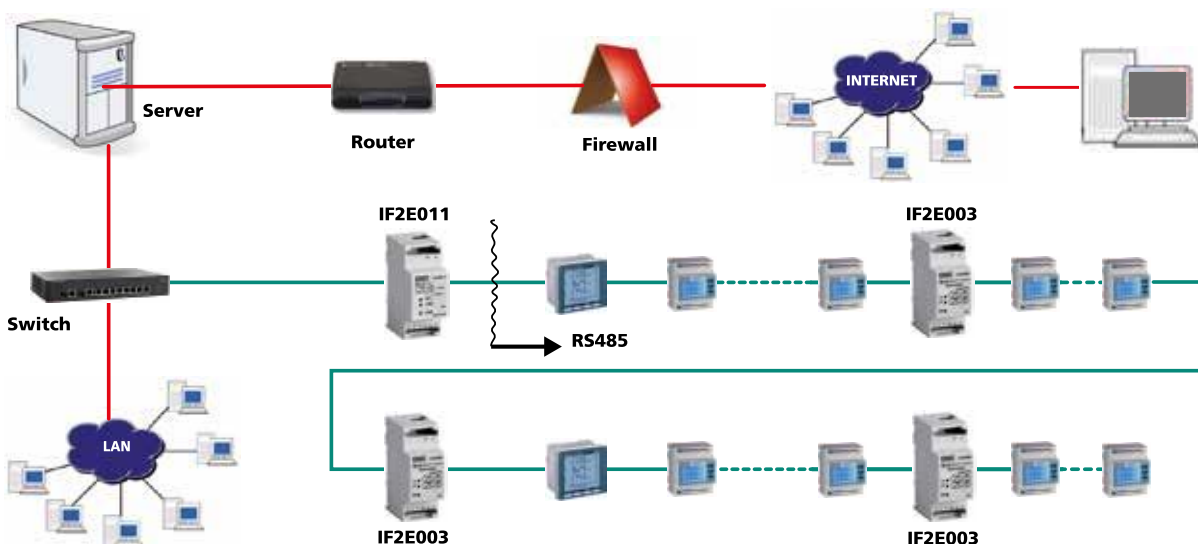 INTERNET
Server
Router
Firewall
IF2E011
IF2E003
Switch
RS485
LAN
IF2E003
IF2E003